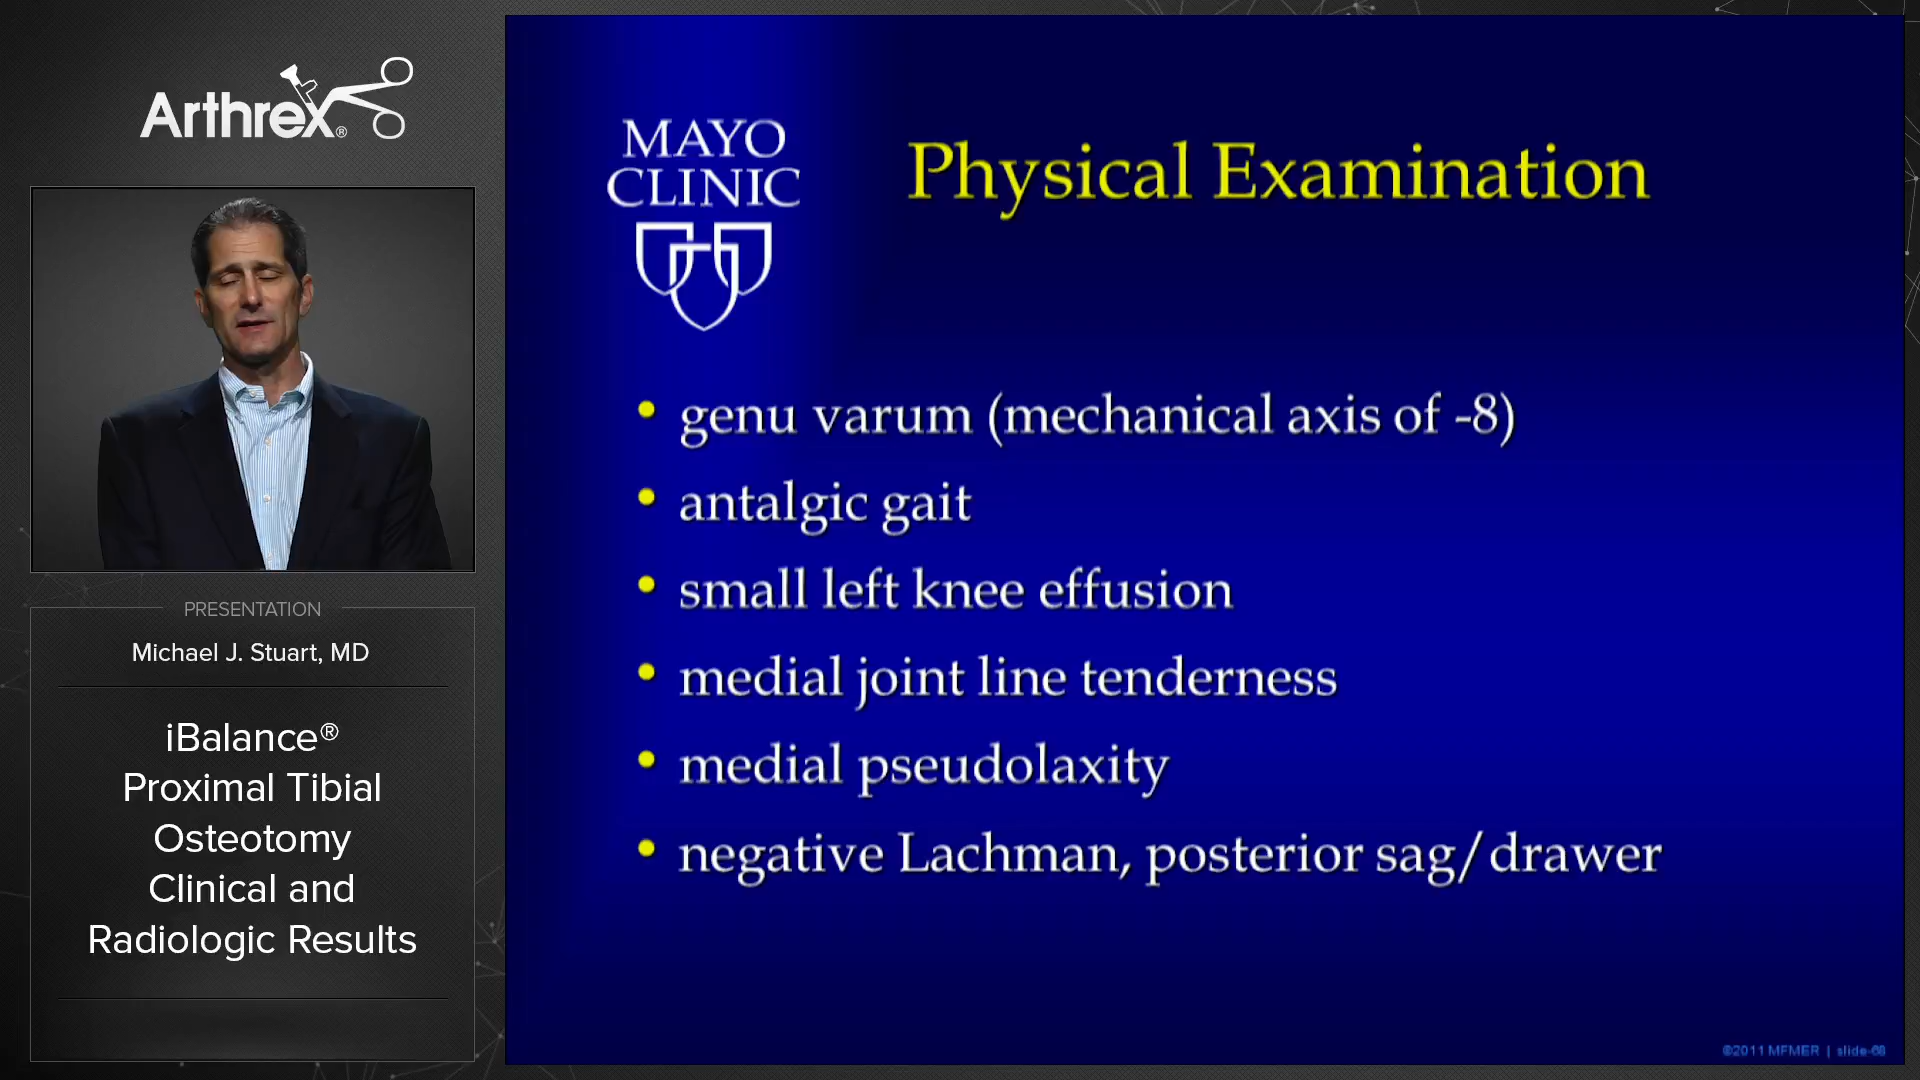 Arthrex®
PRESENTATION
Michael J. Stuart, MD
iBalance®
Proximal Tibial
Osteotomy
Clinical and
Radiologic Results
MAYO
CLINIC
Physical Examination
• genu varum (mechanical axis of -8)
• antalgic gait
• small left knee effusion
• medial joint line tenderness
• medial pseudolaxity
• negative Lachman, posterior sag/drawer
©2011 MFMER | slide-68